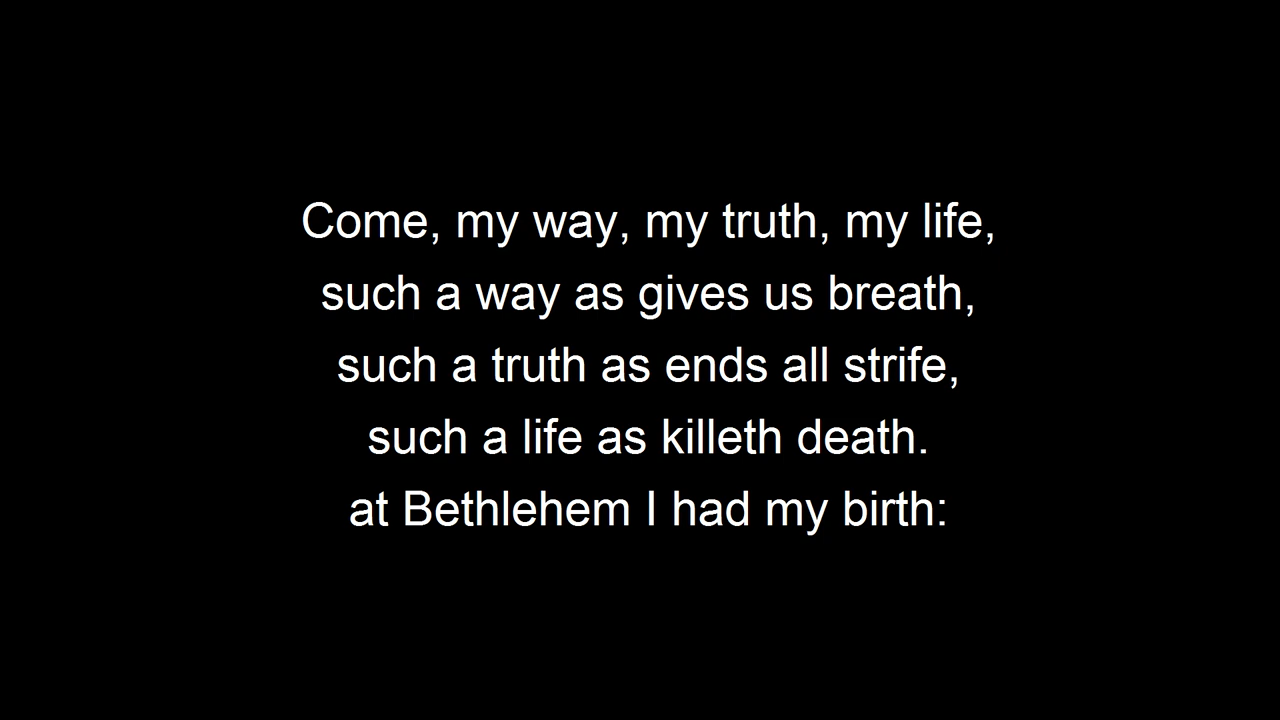 Come, my way, my truth, my life,
such a way as gives us breath,
such a truth as ends all strife,
such a life as killeth death.
at Bethlehem I had my birth: